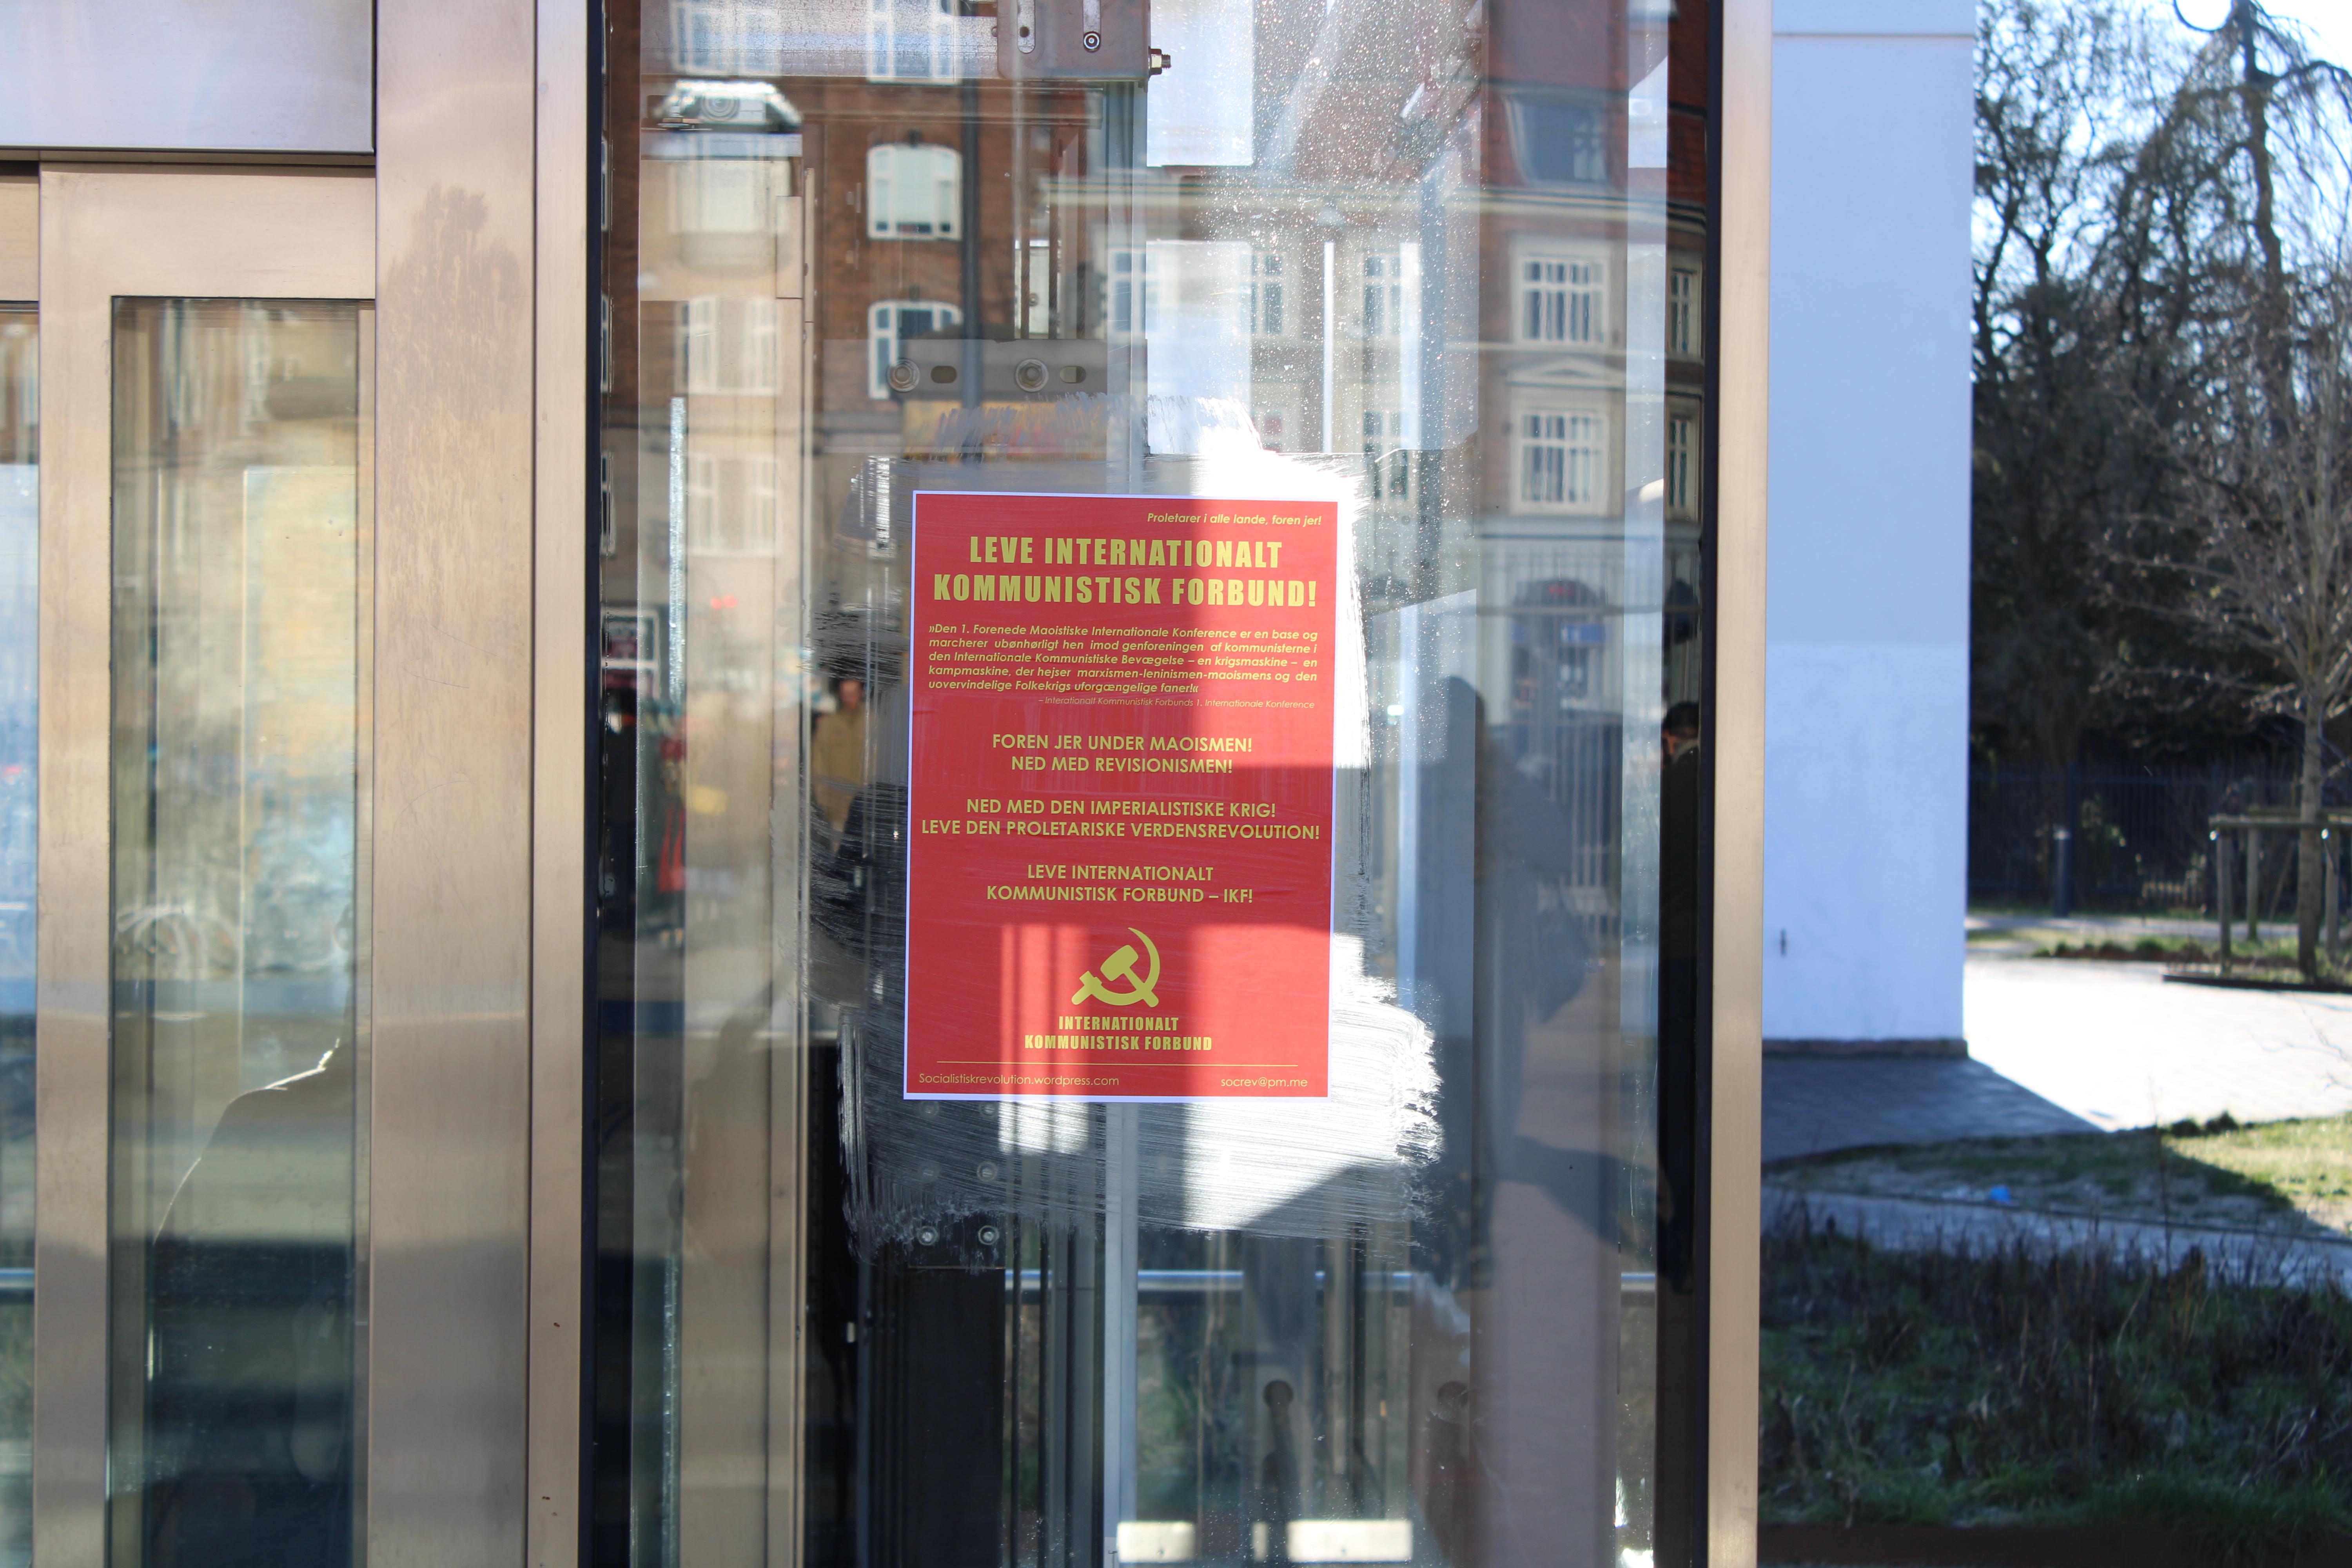 Proletarer i alle lande, foren jer!
LEVE INTERNATIONALT
KOMMUNISTISK FORBUND!
»Den 1. Forenede Maoistiske Internationale Konference er en base og
marcherer ubønhørligt hen imod genforeningen af kommunisterne i
den Internationale Kommunistiske Bevægelse – en krigsmaskine – en
kampmaskine, der hejser marxismen-leninismen-maoismens og den
uovervindelige Folkekrigs uforgængelige faner!«
– Interationalt Kommunistisk Forbunds 1. Internationale Konference
FOREN JER UNDER MAOISMEN!
NED MED REVISIONISMEN!
NED MED DEN IMPERIALISTISKE KRIG!
LEVE DEN PROLETARISKE VERDENSREVOLUTION!
LEVE INTERNATIONALT
KOMMUNISTISK FORBUND – IKF!
INTERNATIONALT
KOMMUNISTISK FORBUND
Socialistiskrevolution.wordpress.com socrev@pm.me